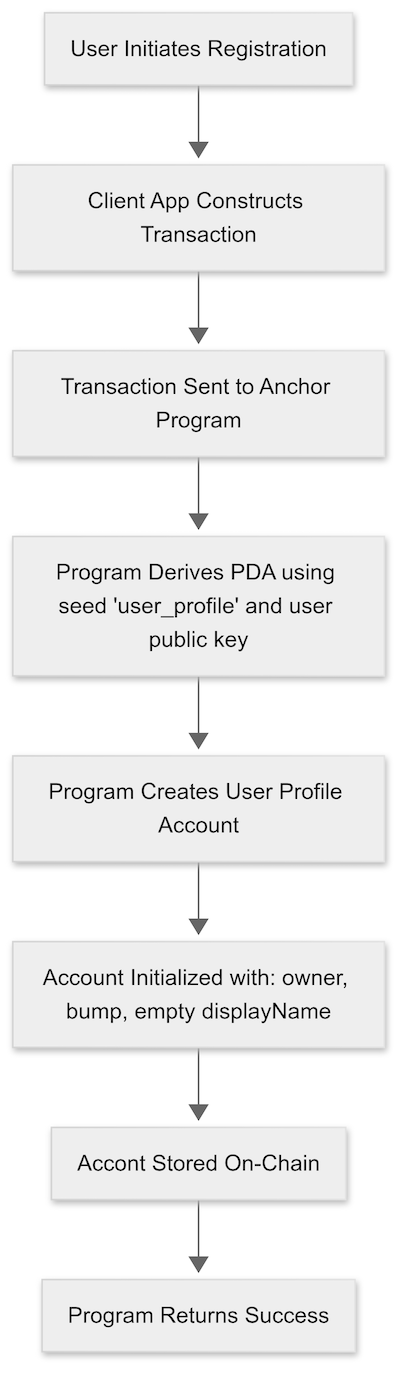 User Initiates Registration
Client App Constructs
Transaction
Transaction Sent to Anchor
Program
Program Derives PDA using
seed 'user_profile' and user
public key
Program Creates User Profile
Account
Account Initialized with: owner,
bump, empty displayName
Accont Stored On-Chain
Program Returns Success